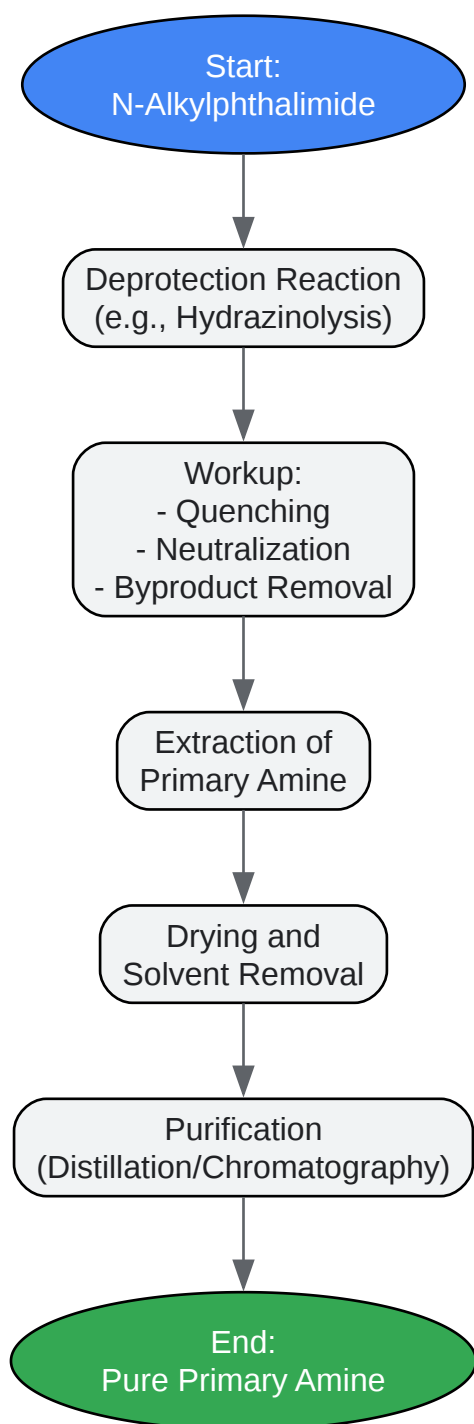 Start:
N-Alkylphthalimide
Deprotection Reaction
(e.g., Hydrazinolysis)
Workup:
- Quenching
- Neutralization
- Byproduct Removal
Extraction of
Primary Amine
Drying and
Solvent Removal
Purification
(Distillation/Chromatography)
End:
Pure Primary Amine